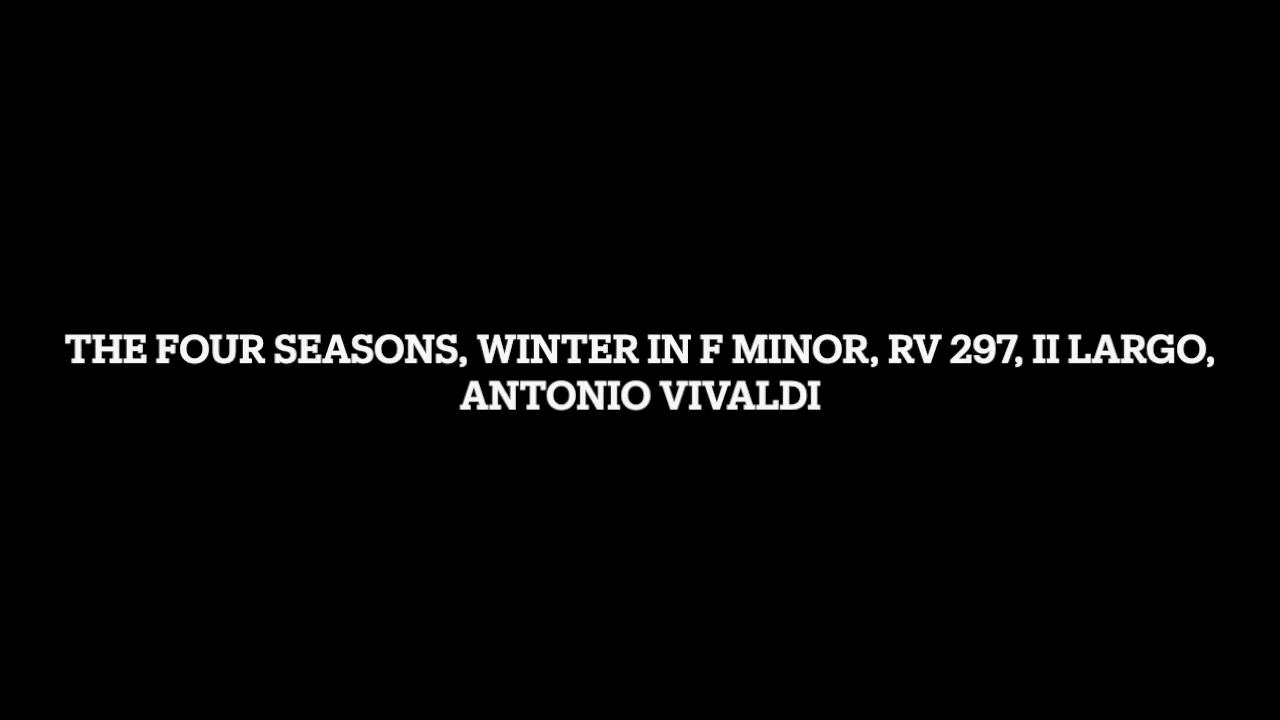 THE FOUR SEASONS, WINTER IN F MINOR, RV 297, II LARGO,
ANTONIO VIVALDI